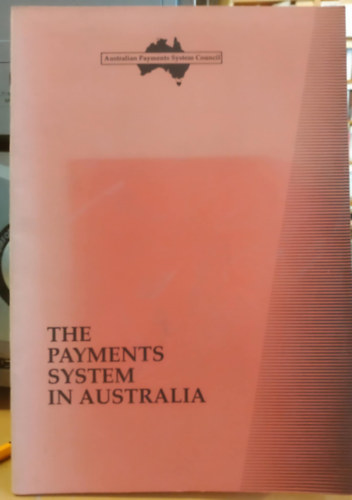 Australian Payments System Council
THE
PAYMENTS
SYSTEM
IN AUSTRALIA